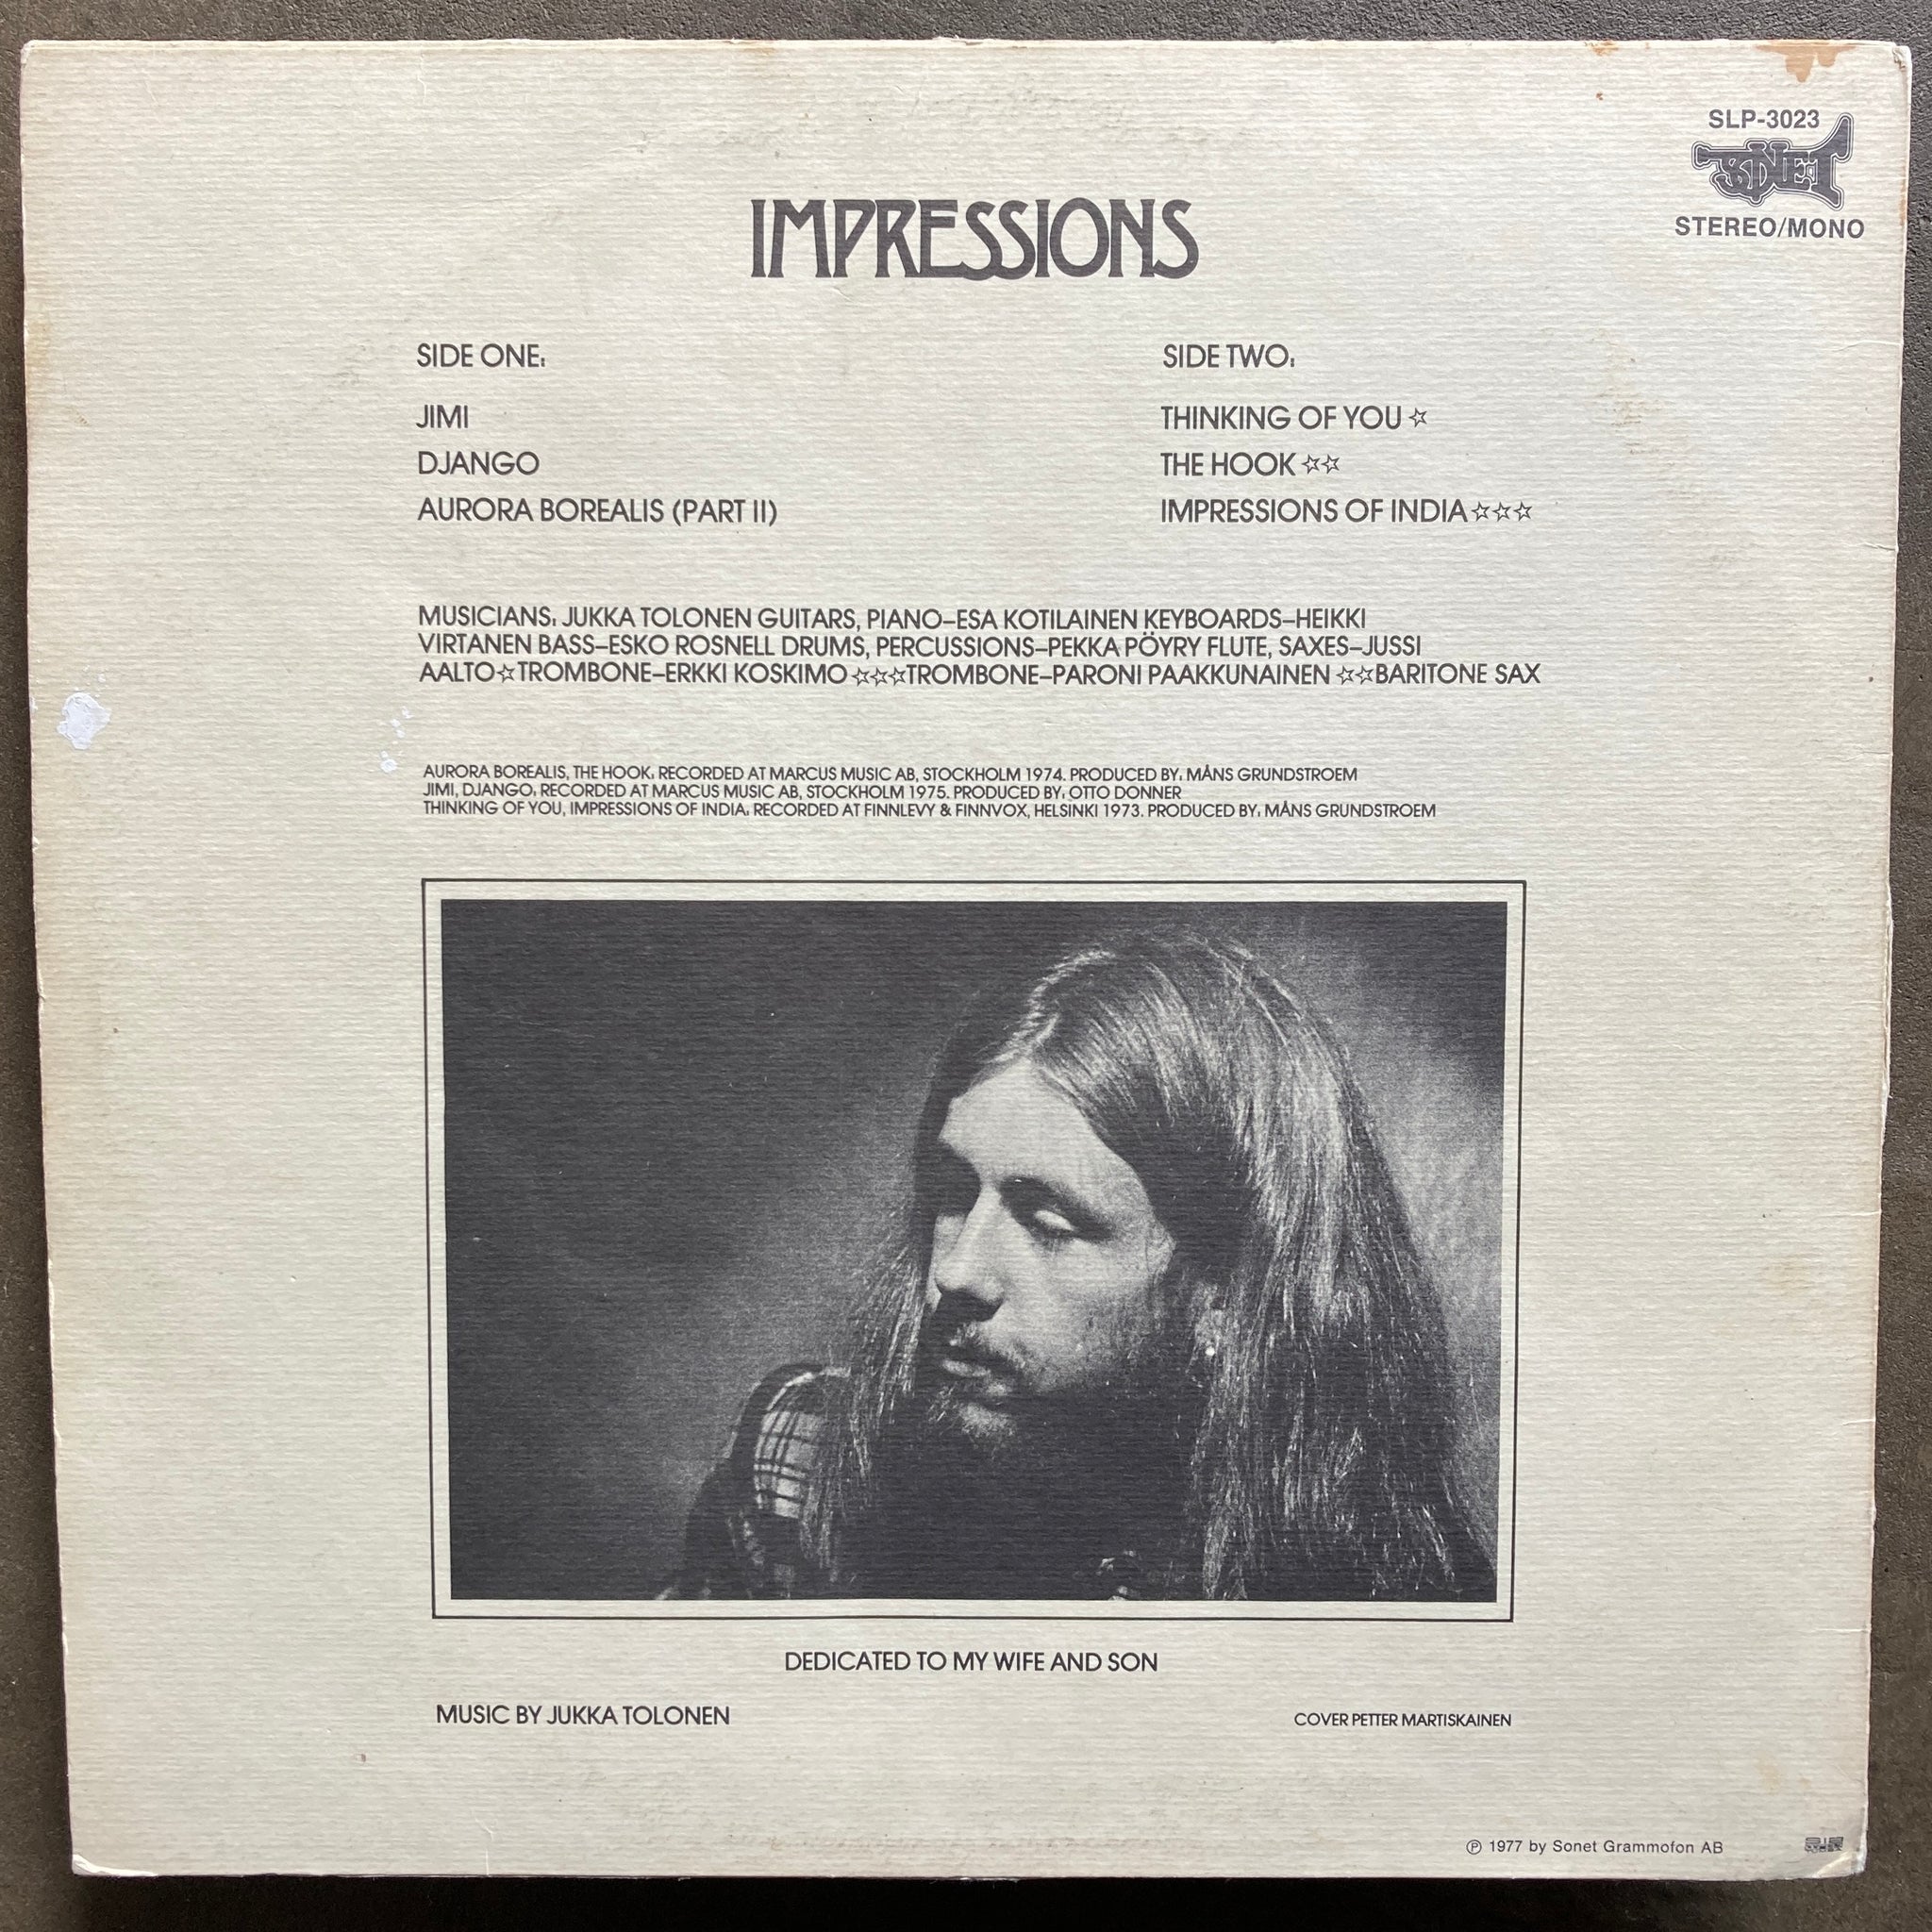 SLP-3023
SONET
STEREO/MONO
IMPRESSIONS
SIDE ONE:
JIMI
DJANGO
AURORA BOREALIS (PART II)
SIDE TWO:
THINKING OF YOU ☆
THE HOOK ☆☆
IMPRESSIONS OF INDIA ☆☆☆
MUSICIANS: JUKKA TOLONEN GUITARS, PIANO–ESA KOTILAINEN KEYBOARDS–HEIKKI
VIRTANEN BASS–ESKO ROSNELL DRUMS, PERCUSSIONS–PEKKA PÖYRY FLUTE, SAXES–JUSSI
AALTO☆TROMBONE–ERKKI KOSKIMO ☆☆☆TROMBONE–PARONI PAAKKUNAINEN ☆☆BARITONE SAX
AURORA BOREALIS, THE HOOK: RECORDED AT MARCUS MUSIC AB, STOCKHOLM 1974. PRODUCED BY: MÅNS GRUNDSTROEM
JIMI, DJANGO: RECORDED AT MARCUS MUSIC AB, STOCKHOLM 1975. PRODUCED BY: OTTO DONNER
THINKING OF YOU, IMPRESSIONS OF INDIA: RECORDED AT FINNLEVY & FINNVOX, HELSINKI 1973. PRODUCED BY: MÅNS GRUNDSTROEM
DEDICATED TO MY WIFE AND SON
MUSIC BY JUKKA TOLONEN
COVER PETTER MARTISKAINEN
℗ 1977 by Sonet Grammofon AB